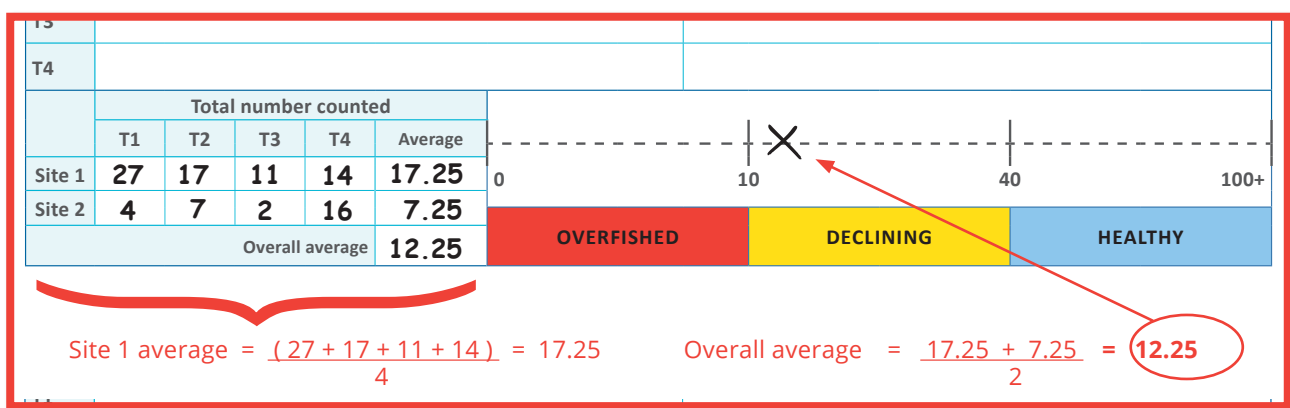 T3
T4
Total number counted
T1 T2 T3 T4 Average
Site 1 27 17 11 14 17.25
Site 2 4 7 2 16 7.25
Overall average 12.25
0 10 40 100+
OVERFISHED DECLINING HEALTHY
Site 1 average = ( 27 + 17 + 11 + 14 ) = 17.25
4
Overall average = 17.25 + 7.25 = 12.25
2